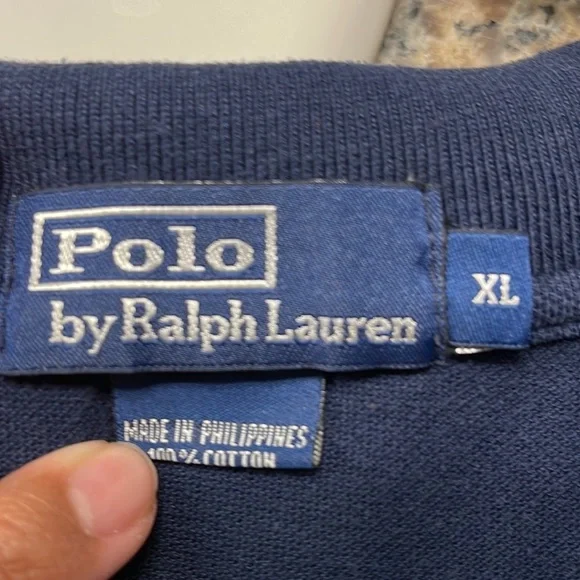 Polo
by Ralph Lauren
XL
MADE IN PHILIPPINES
100% COTTON